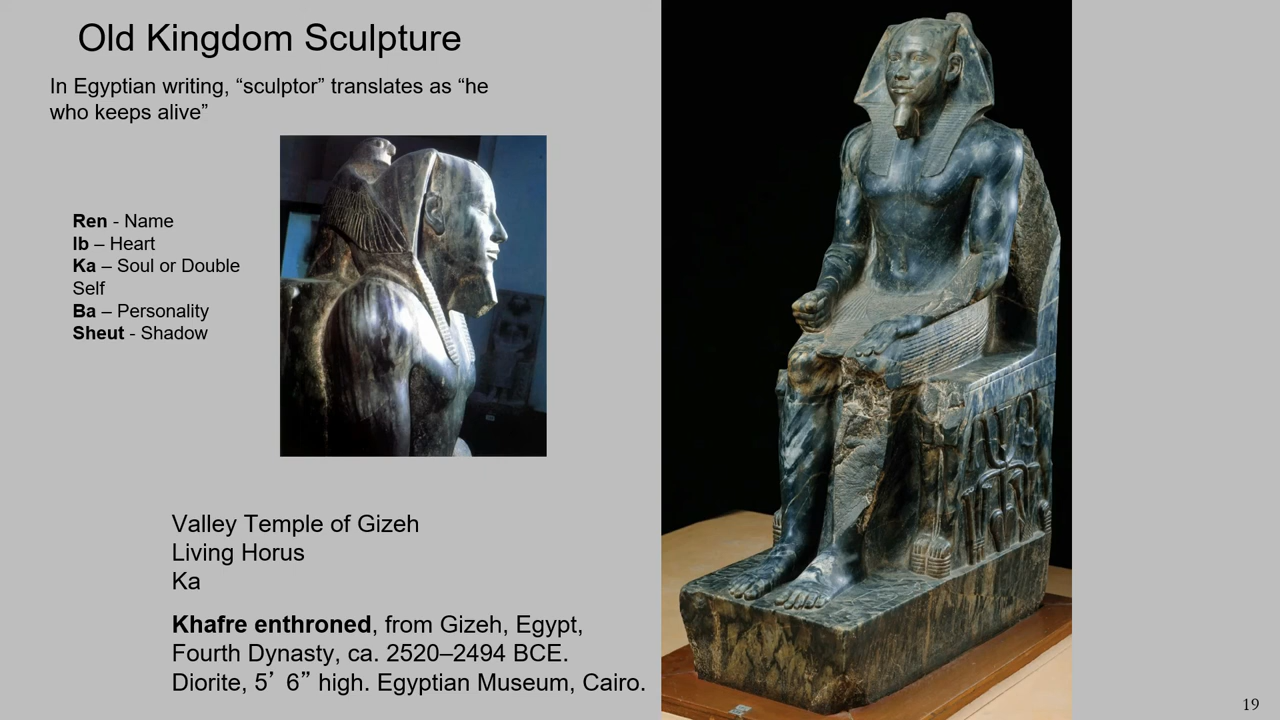 Old Kingdom Sculpture
In Egyptian writing, “sculptor” translates as “he
who keeps alive”
Ren - Name
Ib – Heart
Ka – Soul or Double
Self
Ba – Personality
Sheut - Shadow
Valley Temple of Gizeh
Living Horus
Ka
Khafre enthroned, from Gizeh, Egypt,
Fourth Dynasty, ca. 2520–2494 BCE.
Diorite, 5’ 6” high. Egyptian Museum, Cairo.
19